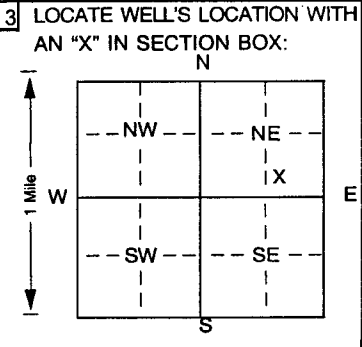 3 LOCATE WELL'S LOCATION WITH
AN "X" IN SECTION BOX:
N
NW NE
X
1 Mile W E
SW SE
S